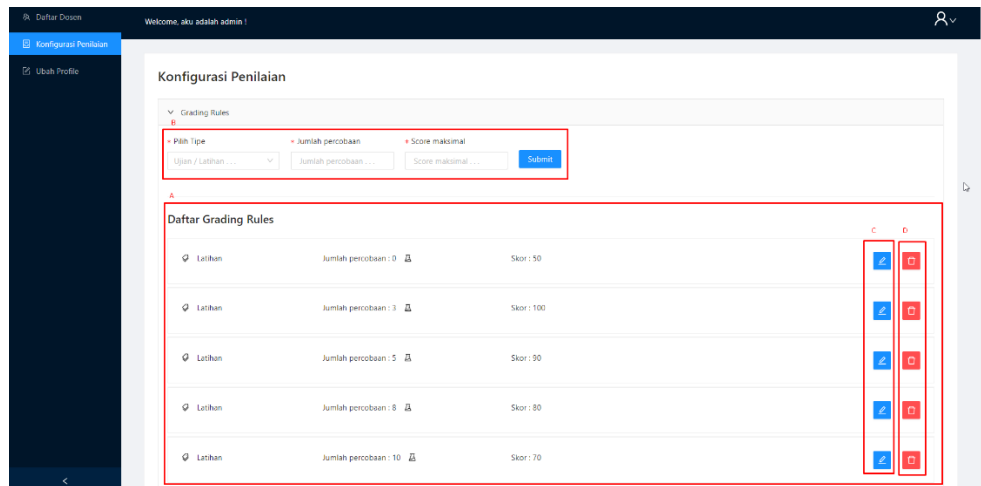 Daftar Dosen
Welcome, aku adalah admin !
Konfigurasi Penilaian
Ubah Profile
Konfigurasi Penilaian
Grading Rules
B
* Pilih Tipe * Jumlah percobaan * Score maksimal
Ujian / Latihan . . . Jumlah percobaan . . . Score maksimal . . . Submit
A
Daftar Grading Rules
C D
Latihan Jumlah percobaan : 0 Skor : 50
Latihan Jumlah percobaan : 3 Skor : 100
Latihan Jumlah percobaan : 5 Skor : 90
Latihan Jumlah percobaan : 8 Skor : 80
Latihan Jumlah percobaan : 10 Skor : 70